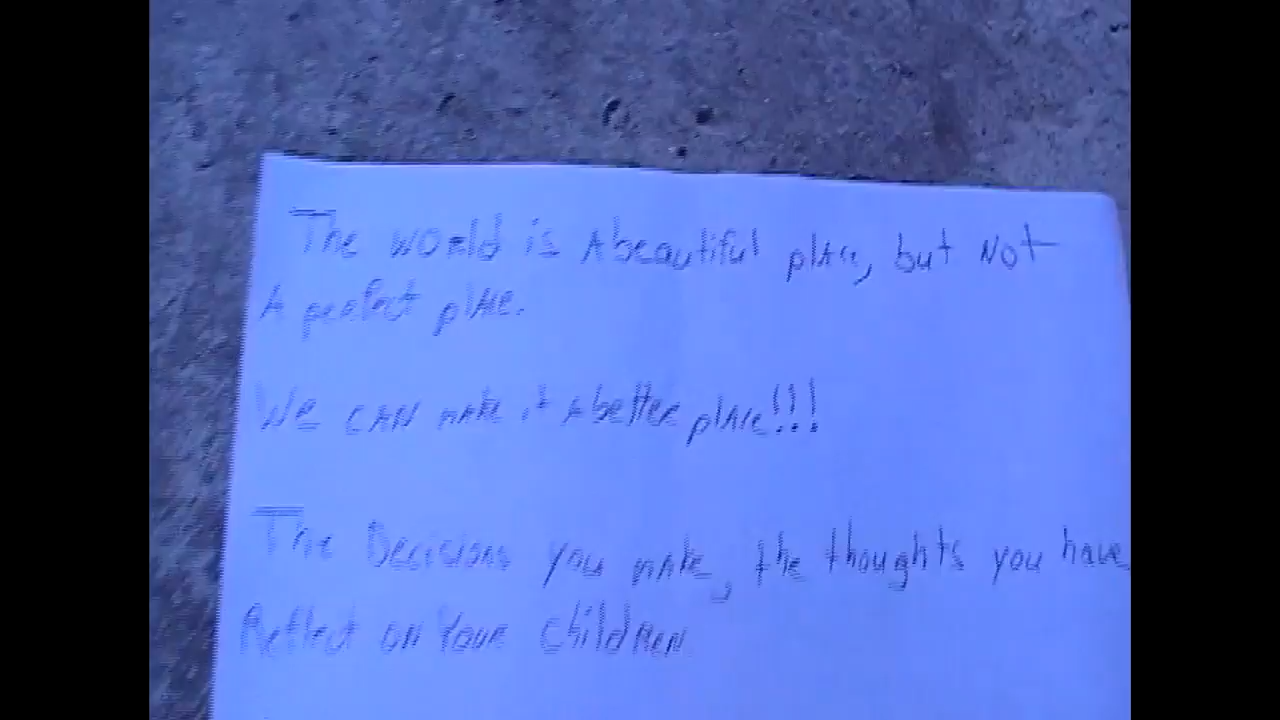 The world is A beautiful place, but Not
A perfect place.
We CAN make it A better place!!!
The Decisions you make, the thoughts you have
Reflect on Your Children